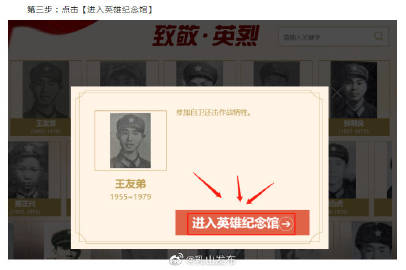 第三步：点击【进入英雄纪念馆】
致敬·英烈
请输入关键字
参加自卫还击作战牺牲。
王友弟
1955~1979
进入英雄纪念馆
@乳山发布